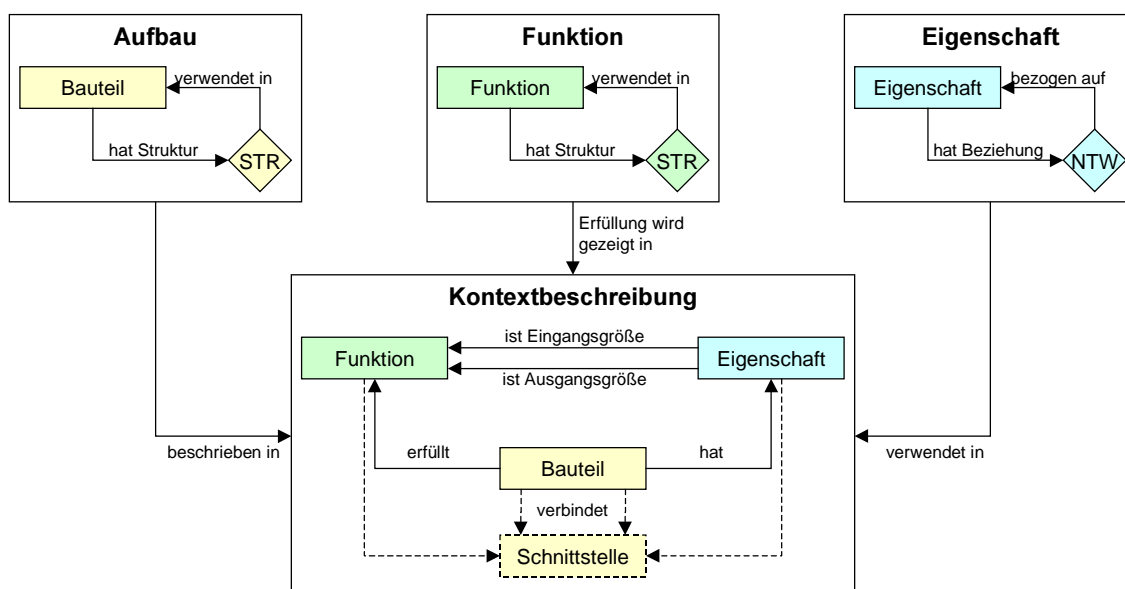 Aufbau
Bauteil
verwendet in
hat Struktur
STR
Funktion
Funktion
verwendet in
hat Struktur
STR
Eigenschaft
Eigenschaft
bezogen auf
hat Beziehung
NTW
Erfüllung wird
gezeigt in
Kontextbeschreibung
ist Eingangsgröße
Funktion
Eigenschaft
ist Ausgangsgröße
beschrieben in
erfüllt
Bauteil
hat
verwendet in
verbindet
Schnittstelle